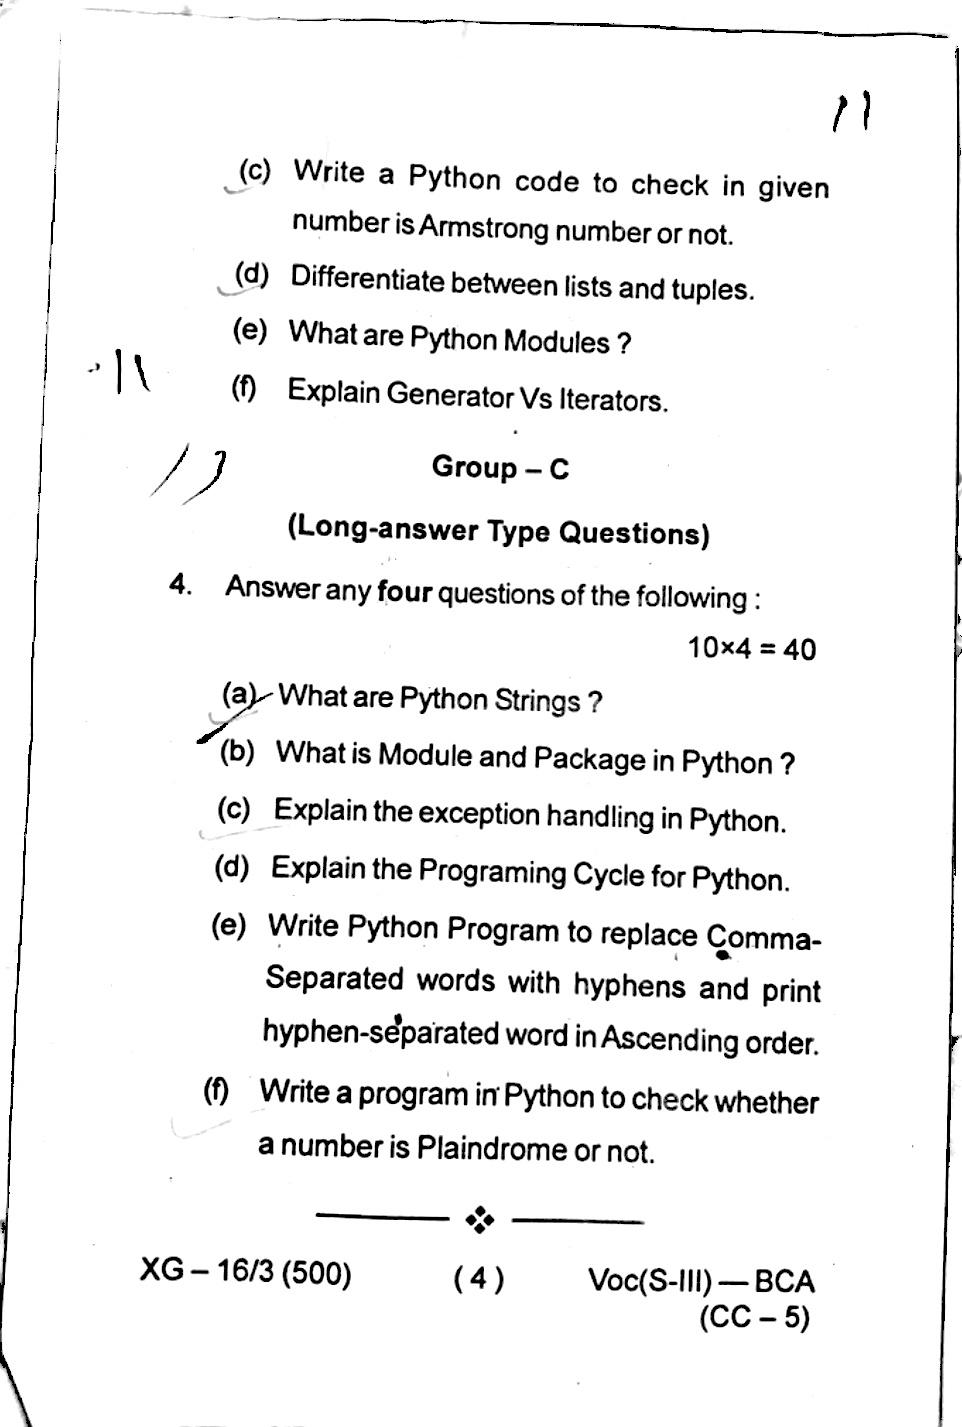 11
(c) Write a Python code to check in given
number is Armstrong number or not.
(d) Differentiate between lists and tuples.
(e) What are Python Modules ?
11
(f) Explain Generator Vs Iterators.
13
Group – C
(Long-answer Type Questions)
4. Answer any four questions of the following :
10×4 = 40
(a) What are Python Strings ?
(b) What is Module and Package in Python ?
(c) Explain the exception handling in Python.
(d) Explain the Programing Cycle for Python.
(e) Write Python Program to replace Comma-
Separated words with hyphens and print
hyphen-separated word in Ascending order.
(f) Write a program in Python to check whether
a number is Plaindrome or not.
XG – 16/3 (500) ( 4 ) Voc(S-III) — BCA
(CC – 5)